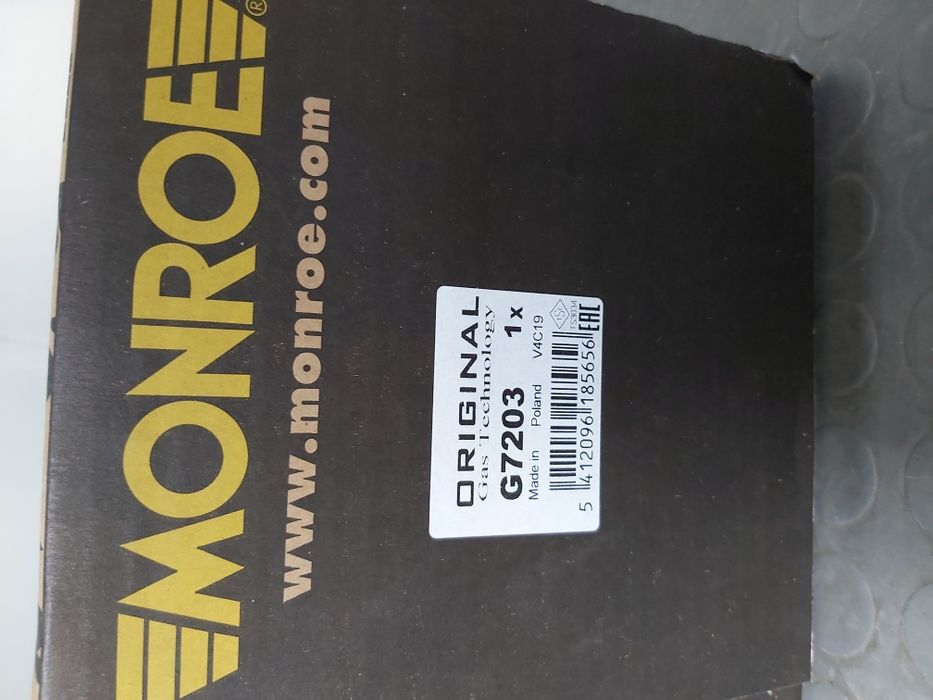 MONROE®
www.monroe.com
ORIGINAL
Gas Technology
G7203 1x
Made in Poland V4C19
5 412096 185656 EAC